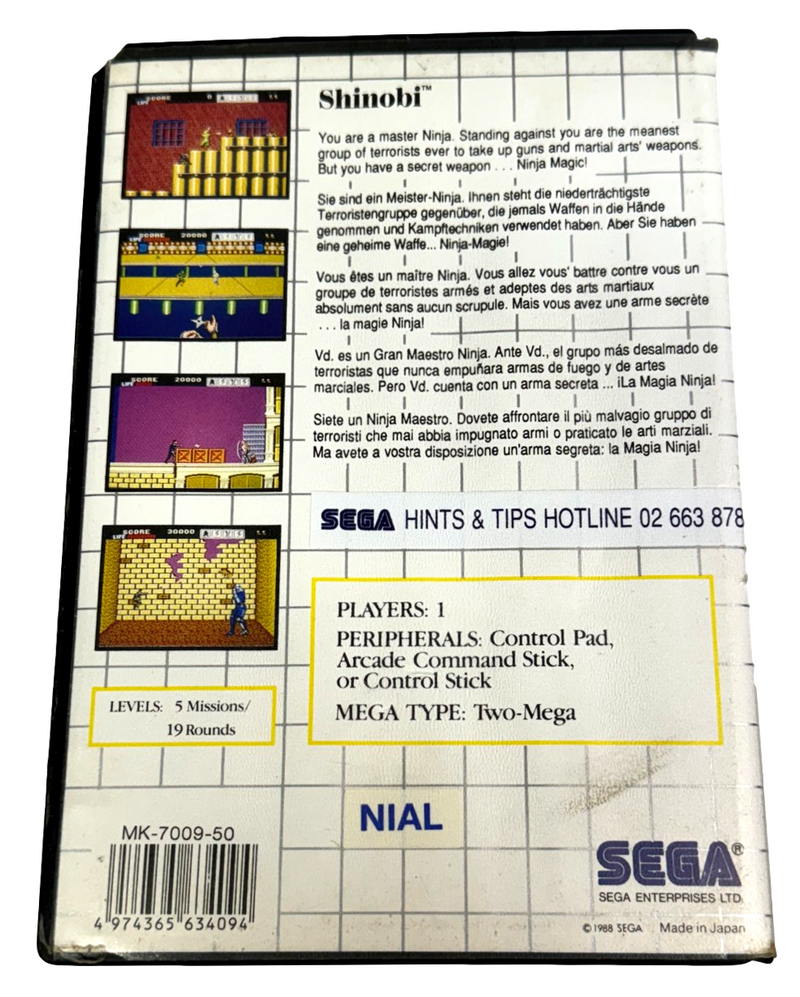 Shinobi™
You are a master Ninja. Standing against you are the meanest
group of terrorists ever to take up guns and martial arts' weapons.
But you have a secret weapon . . . Ninja Magic!
Sie sind ein Meister-Ninja. Ihnen steht die niederträchtigste
Terroristengruppe gegenüber, die jemals Waffen in die Hände
genommen und Kampftechniken verwendet haben. Aber Sie haben
eine geheime Waffe... Ninja-Magie!
Vous êtes un maître Ninja. Vous allez vous' battre contre vous un
groupe de terroristes armés et adeptes des arts martiaux
absolument sans aucun scrupule. Mais vous avez une arme secrète
. . . la magie Ninja!
Vd. es un Gran Maestro Ninja. Ante Vd., el grupo más desalmado de
terroristas que nunca empuñara armas de fuego y de artes
marciales. Pero Vd. cuenta con un arma secreta ... ¡La Magia Ninja!
Siete un Ninja Maestro. Dovete affrontare il più malvagio gruppo di
terroristi che mai abbia impugnato armi o praticato le arti marziali.
Ma avete a vostra disposizione un'arma segreta: la Magia Ninja!
SEGA HINTS & TIPS HOTLINE 02 663 878
PLAYERS: 1
PERIPHERALS: Control Pad,
Arcade Command Stick,
or Control Stick
MEGA TYPE: Two-Mega
SCORE 0
LIFE
SCORE 20000
LIFE
SCORE 20000
LIFE
SCORE 30000
LIFE
LEVELS: 5 Missions/
19 Rounds
NIAL
MK-7009-50
4 974365 634094
SEGA®
SEGA ENTERPRISES LTD.
©1988 SEGA Made in Japan